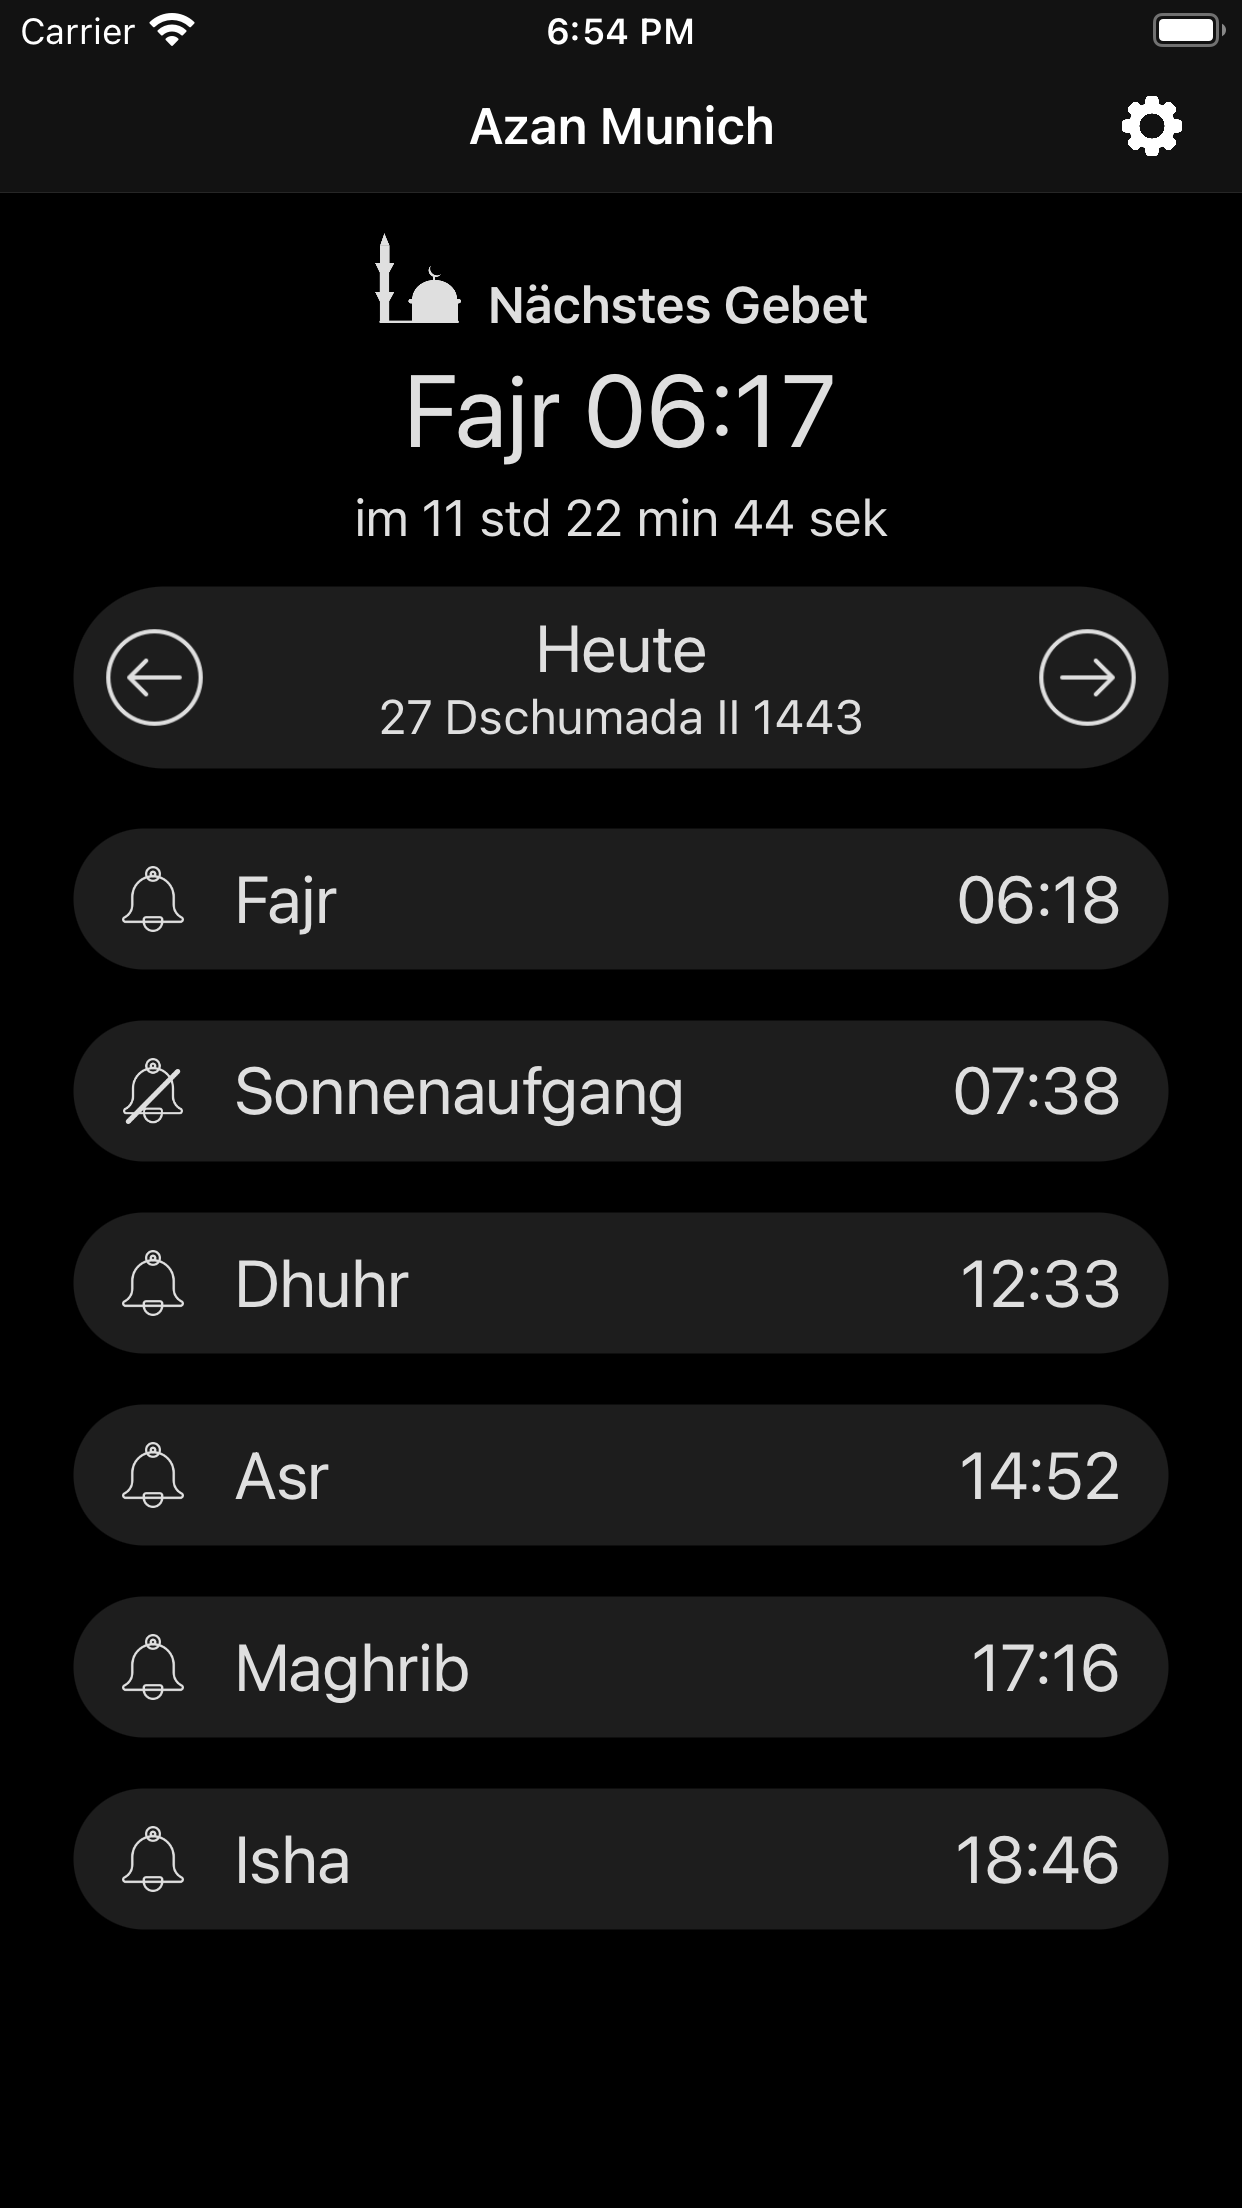 Carrier 6:54 PM
Azan Munich
Nächstes Gebet
Fajr 06:17
im 11 std 22 min 44 sek
Heute
27 Dschumada II 1443
Fajr 06:18
Sonnenaufgang 07:38
Dhuhr 12:33
Asr 14:52
Maghrib 17:16
Isha 18:46